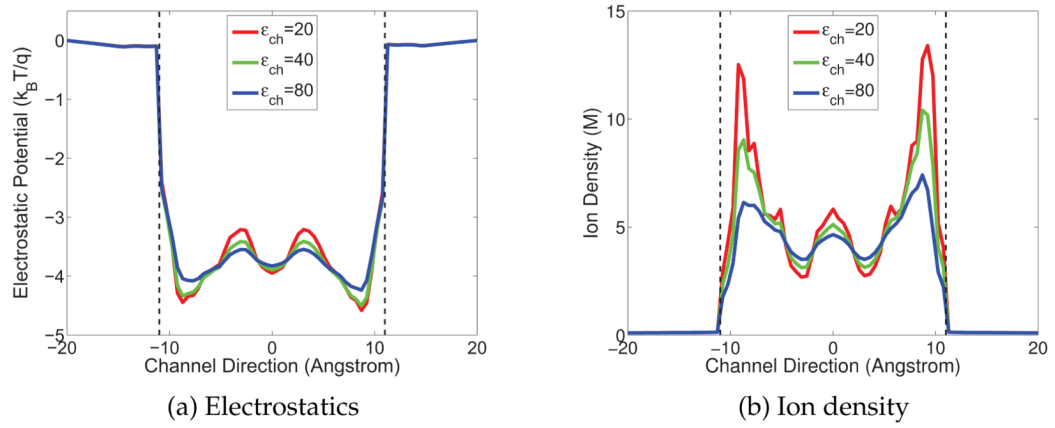 0
−1
−2
−3
−4
−5
−20
−10
0
10
20
Electrostatic Potential (k_BT/q)
Channel Direction (Angstrom)
ε_ch=20
ε_ch=40
ε_ch=80
(a) Electrostatics
15
10
5
0
−20
−10
0
10
20
Ion Density (M)
Channel Direction (Angstrom)
ε_ch=20
ε_ch=40
ε_ch=80
(b) Ion density